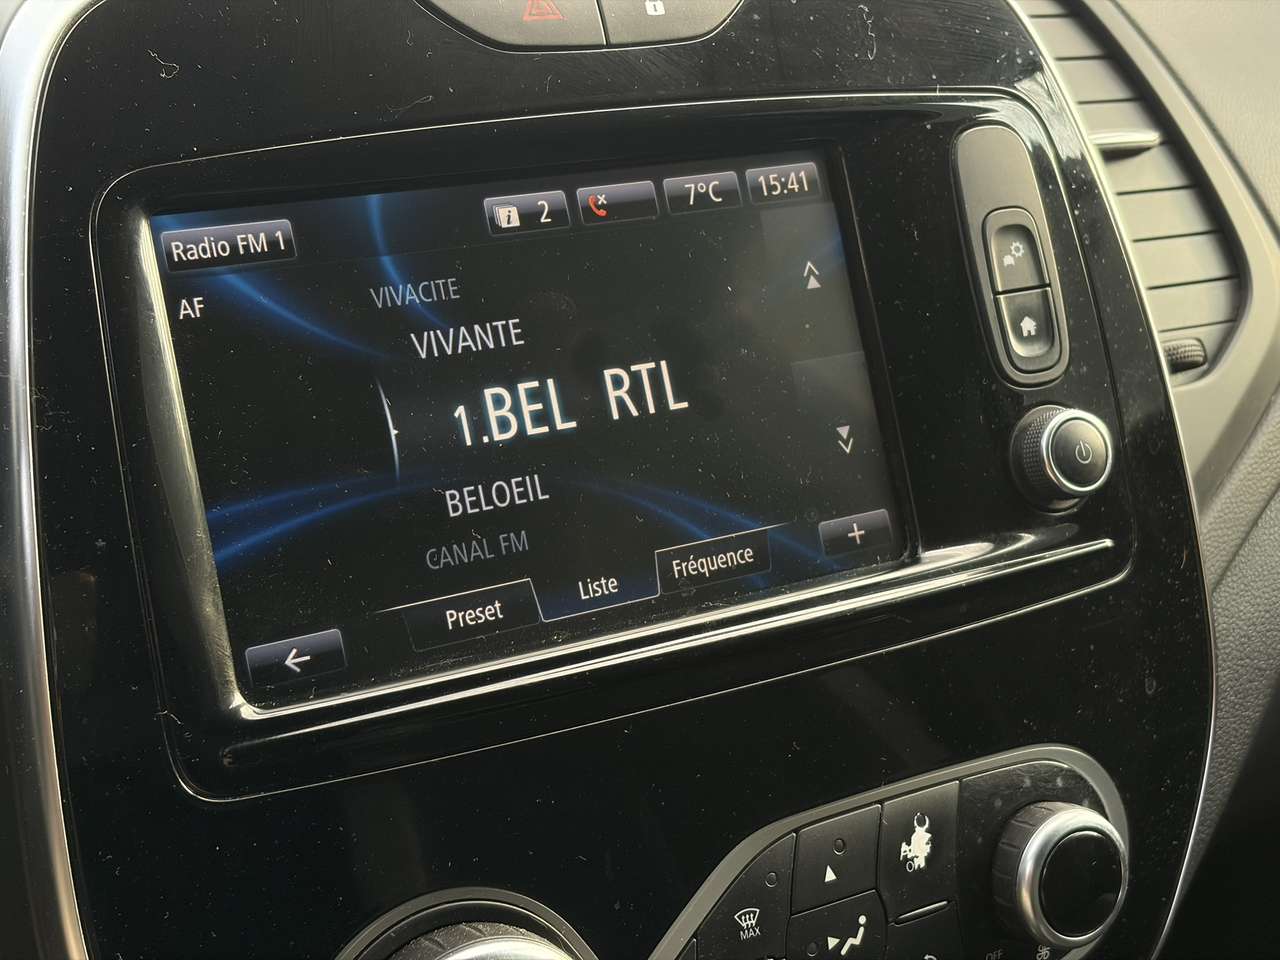 Radio FM 1
2
7°C
15:41
AF
VIVACITE
VIVANTE
1.BEL RTL
BELOEIL
CANAL FM
Preset
Liste
Fréquence
+
MAX
OFF